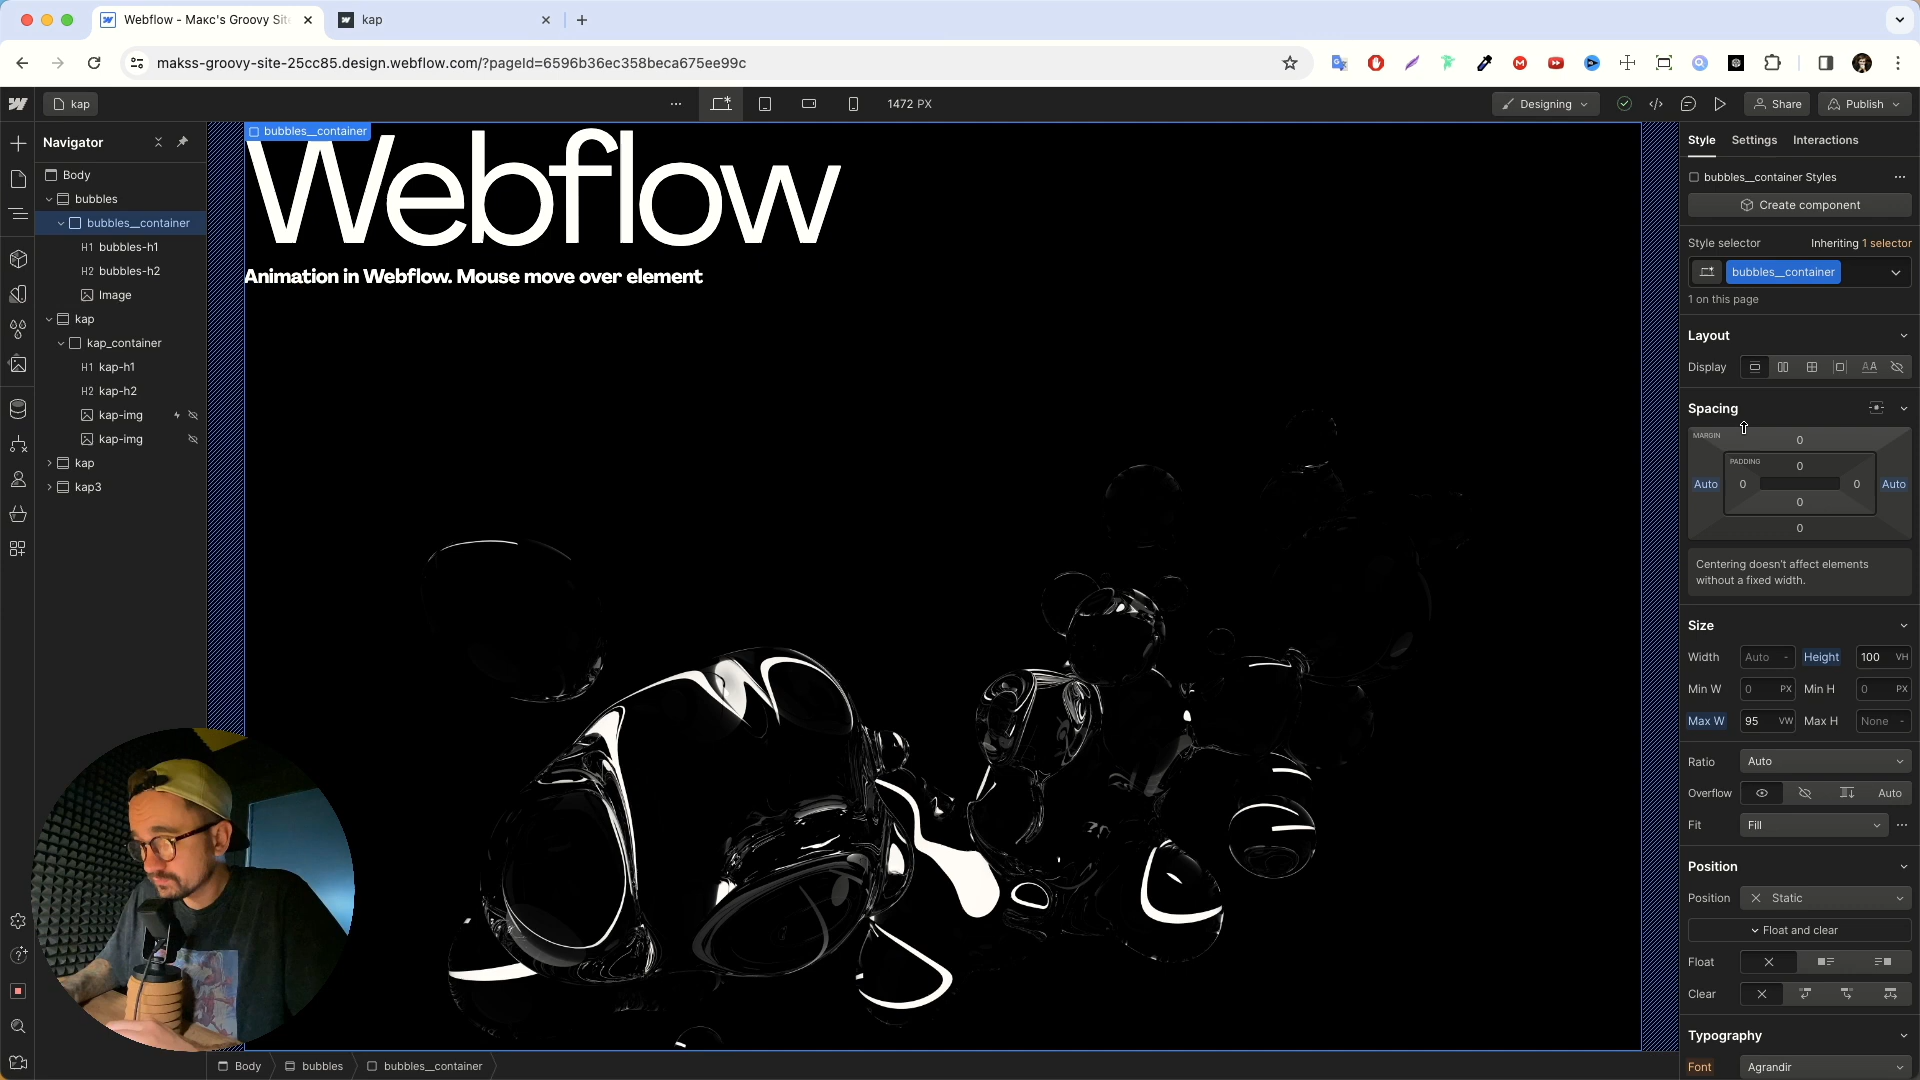 Webflow - Макс's Groovy Sit
kap
makss-groovy-site-25cc85.design.webflow.com/?pageId=6596b36ec358beca675ee99c
kap
1472 PX
Designing
Share
Publish
Navigator
Body
bubbles
bubbles__container
H1 bubbles-h1
H2 bubbles-h2
Image
kap
kap_container
H1 kap-h1
H2 kap-h2
kap-img
kap-img
kap
kap3
bubbles__container
Webflow
Animation in Webflow. Mouse move over element
Style Settings Interactions
bubbles__container Styles
Create component
Style selector Inheriting 1 selector
bubbles__container
1 on this page
Layout
Display
Spacing
MARGIN
0
PADDING
0
Auto 0 0 Auto
0
0
Centering doesn't affect elements
without a fixed width.
Size
Width Auto - Height 100 VH
Min W 0 PX Min H 0 PX
Max W 95 VW Max H None -
Ratio Auto
Overflow Auto
Fit Fill
Position
Position Static
Float and clear
Float
Clear
Typography
Font Agrandir
Body bubbles bubbles__container